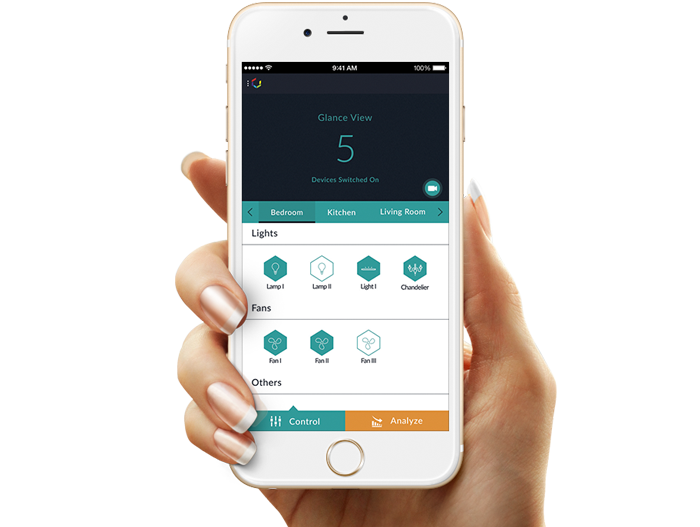 9:41 AM 100%
Glance View
5
Devices Switched On
Bedroom Kitchen Living Room
Lights
Lamp I Lamp II Light I Chandelier
Fans
Fan I Fan II Fan III
Others
Control Analyze